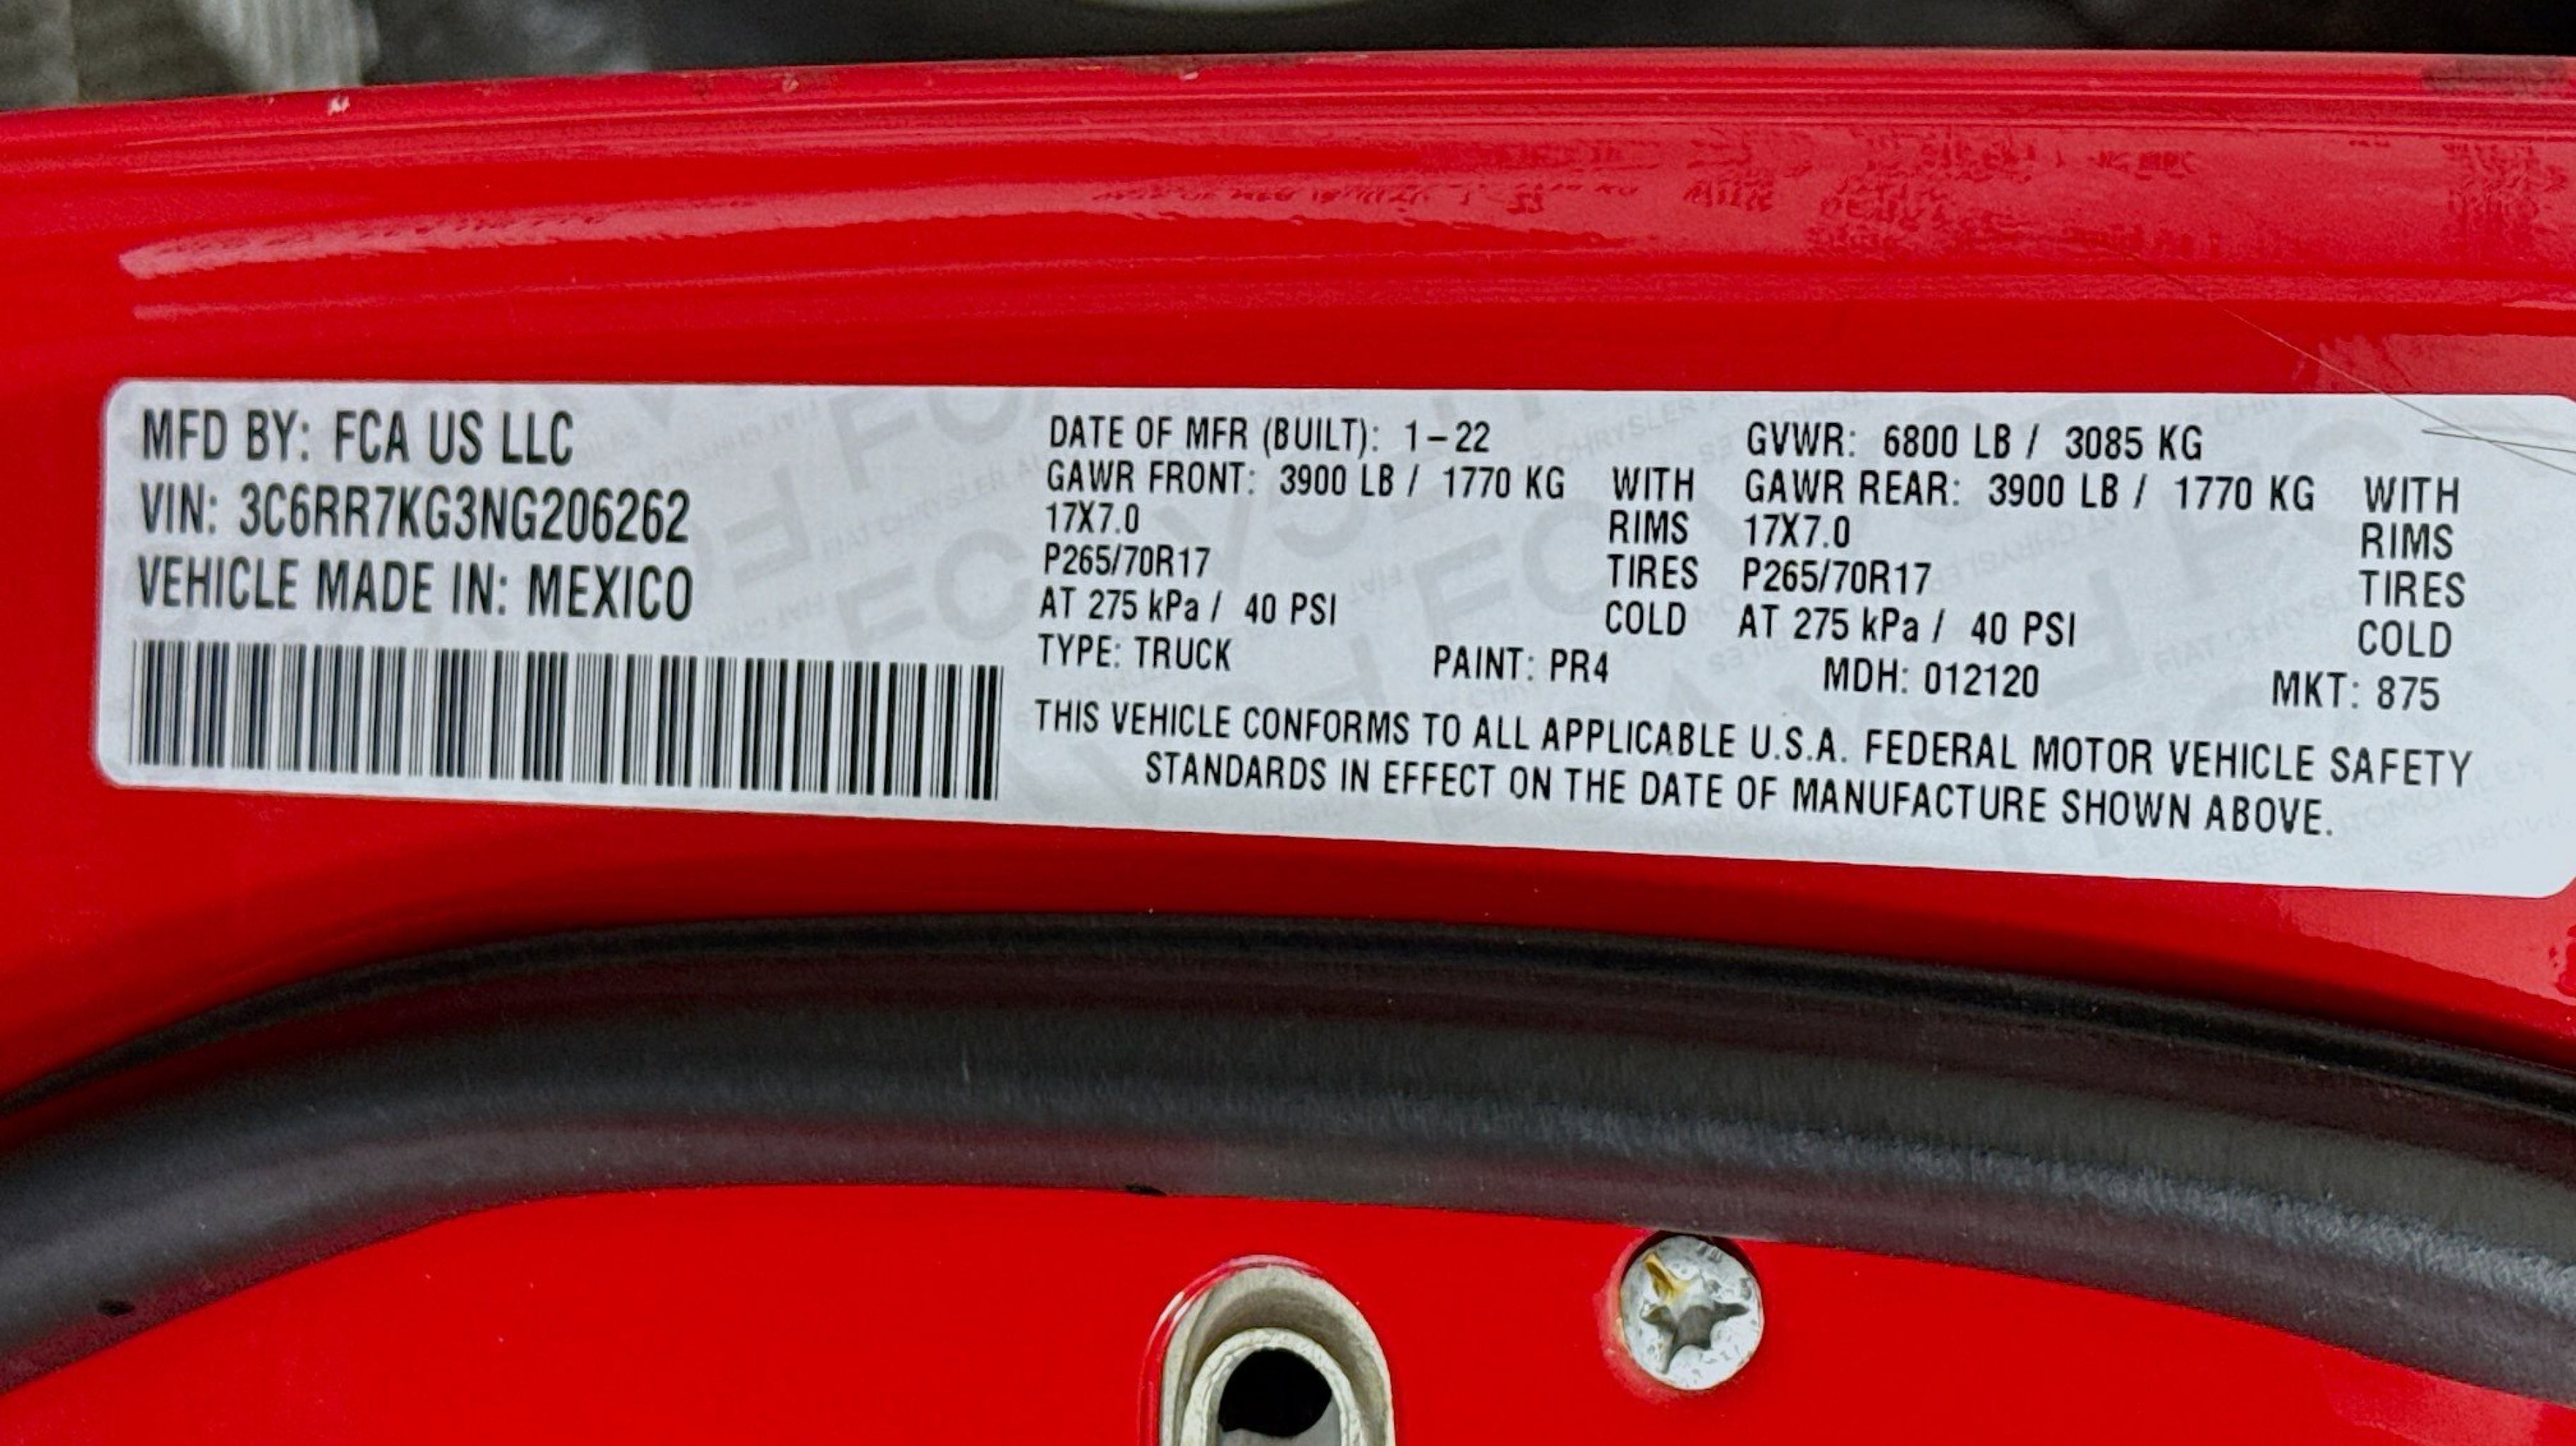 MFD BY: FCA US LLC
VIN: 3C6RR7KG3NG206262
VEHICLE MADE IN: MEXICO
DATE OF MFR (BUILT): 1-22 GVWR: 6800 LB / 3085 KG
GAWR FRONT: 3900 LB / 1770 KG WITH GAWR REAR: 3900 LB / 1770 KG WITH
17X7.0 RIMS 17X7.0 RIMS
P265/70R17 TIRES P265/70R17 TIRES
AT 275 kPa / 40 PSI COLD AT 275 kPa / 40 PSI COLD
TYPE: TRUCK PAINT: PR4 MDH: 012120 MKT: 875
THIS VEHICLE CONFORMS TO ALL APPLICABLE U.S.A. FEDERAL MOTOR VEHICLE SAFETY
STANDARDS IN EFFECT ON THE DATE OF MANUFACTURE SHOWN ABOVE.